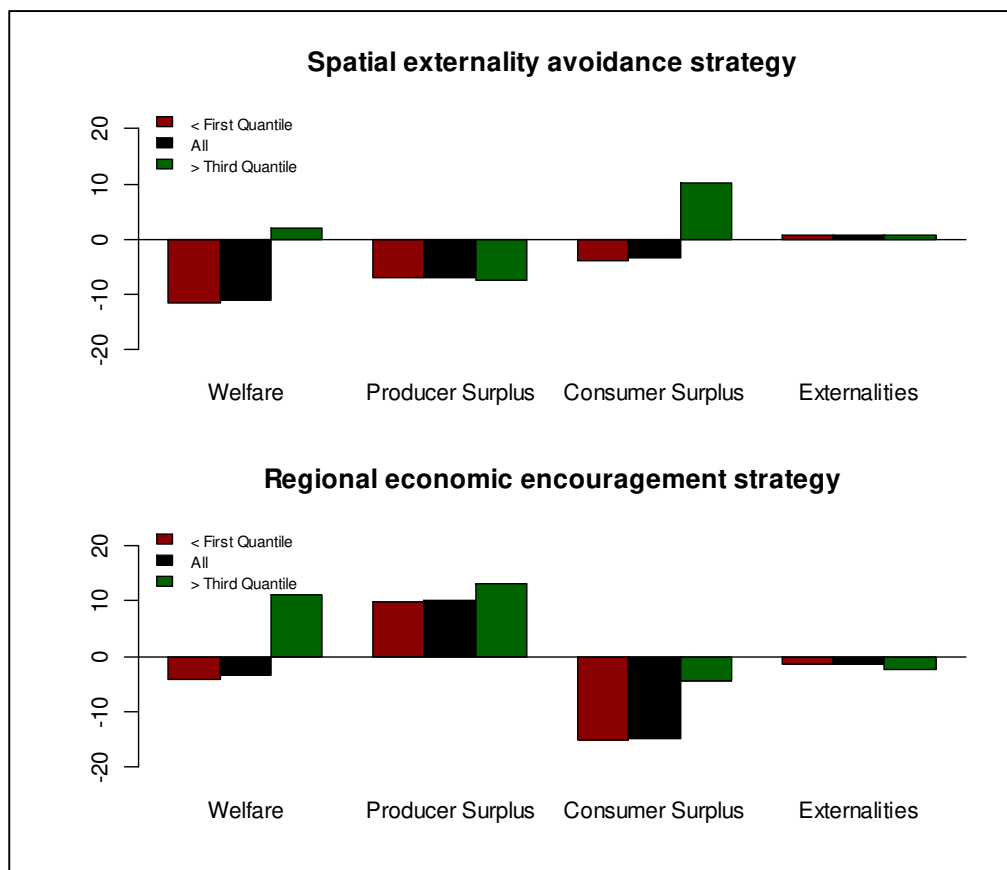 Spatial externality avoidance strategy
< First Quantile
All
> Third Quantile
20
10
0
-10
-20
Welfare Producer Surplus Consumer Surplus Externalities
Regional economic encouragement strategy
< First Quantile
All
> Third Quantile
20
10
0
-10
-20
Welfare Producer Surplus Consumer Surplus Externalities